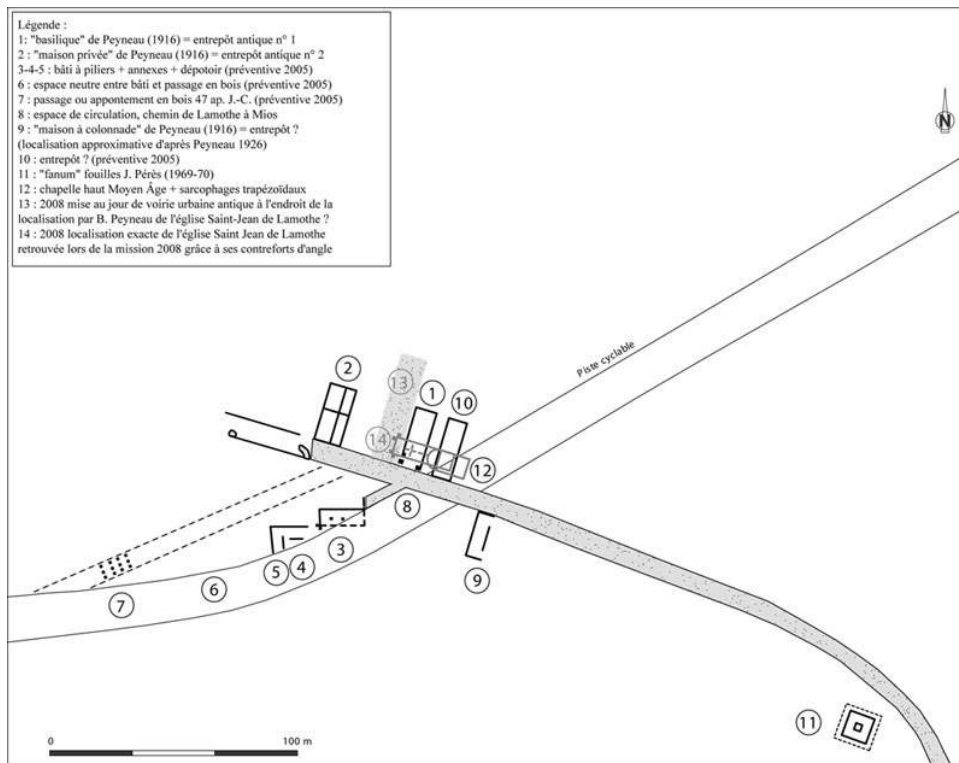 Légende :
1: "basilique" de Peyneau (1916) = entrepôt antique n° 1
2 : "maison privée" de Peyneau (1916) = entrepôt antique n° 2
3-4-5 : bâti à piliers + annexes + dépotoir (préventive 2005)
6 : espace neutre entre bâti et passage en bois (préventive 2005)
7 : passage ou appontement en bois 47 ap. J.-C. (préventive 2005)
8 : espace de circulation, chemin de Lamothe à Mios
9 : "maison à colonnade" de Peyneau (1916) = entrepôt ?
(localisation approximative d'après Peyneau 1926)
10 : entrepôt ? (préventive 2005)
11 : "fanum" fouilles J. Pérès (1969-70)
12 : chapelle haut Moyen Âge + sarcophages trapézoïdaux
13 : 2008 mise au jour de voirie urbaine antique à l'endroit de la
localisation par B. Peyneau de l'église Saint-Jean de Lamothe ?
14 : 2008 localisation exacte de l'église Saint Jean de Lamothe
retrouvée lors de la mission 2008 grâce à ses contreforts d'angle
N
Piste cyclable
2
13
1
10
14
12
8
3
4
5
9
6
7
11
0 100 m